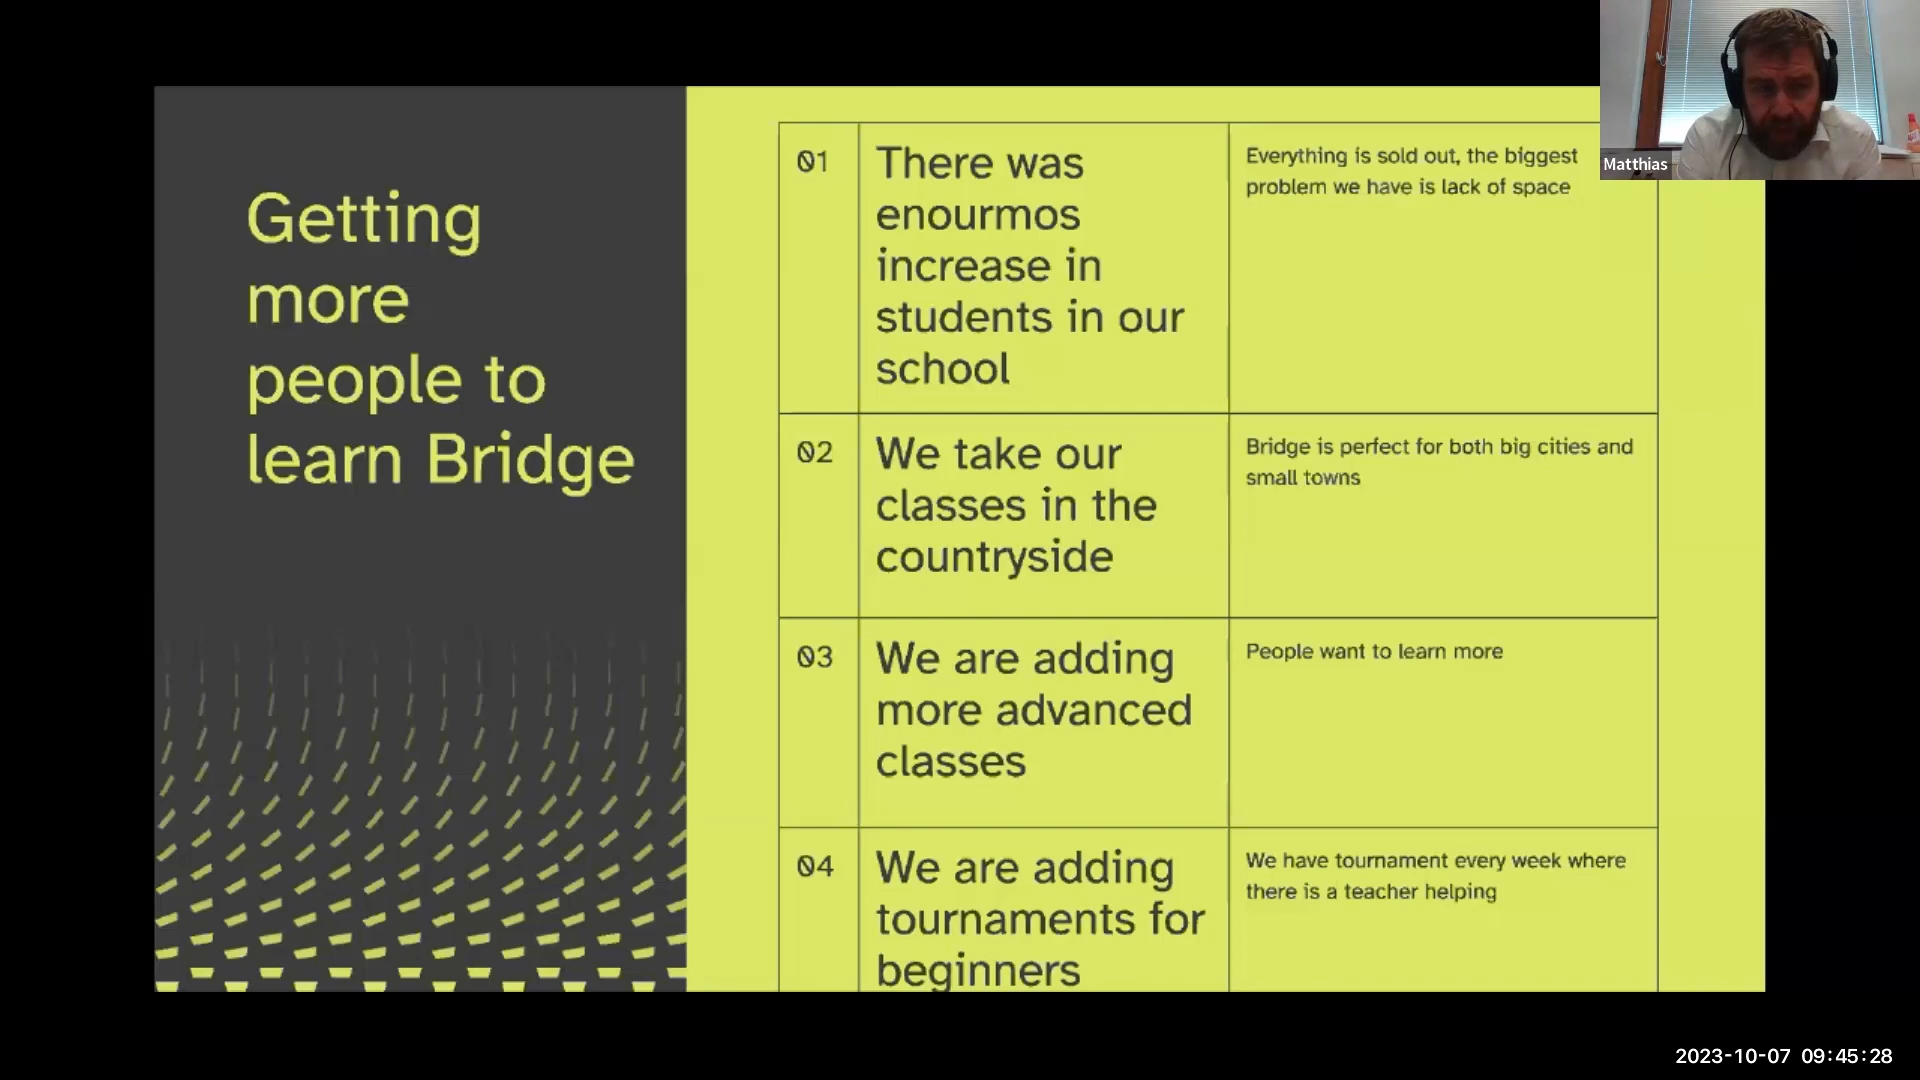 Getting
more
people to
learn Bridge
01
There was
enourmos
increase in
students in our
school
Everything is sold out, the biggest
problem we have is lack of space
02
We take our
classes in the
countryside
Bridge is perfect for both big cities and
small towns
03
We are adding
more advanced
classes
People want to learn more
04
We are adding
tournaments for
beginners
We have tournament every week where
there is a teacher helping
Matthias
2023-10-07 09:45:28